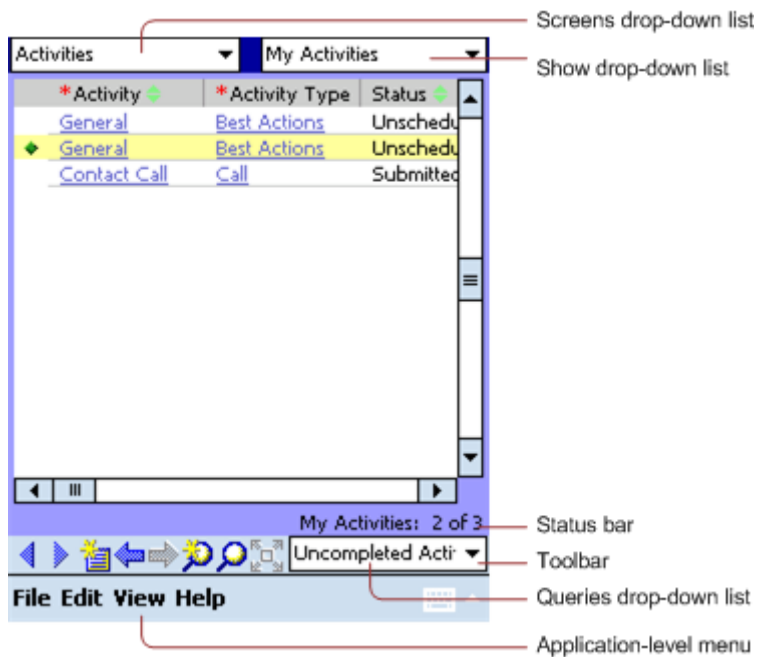 Screens drop-down list
Activities My Activities
Show drop-down list
*Activity *Activity Type Status
General Best Actions Unschedu
General Best Actions Unschedu
Contact Call Call Submitted
My Activities: 2 of 3
Status bar
Uncompleted Acti
Toolbar
File Edit View Help
Queries drop-down list
Application-level menu